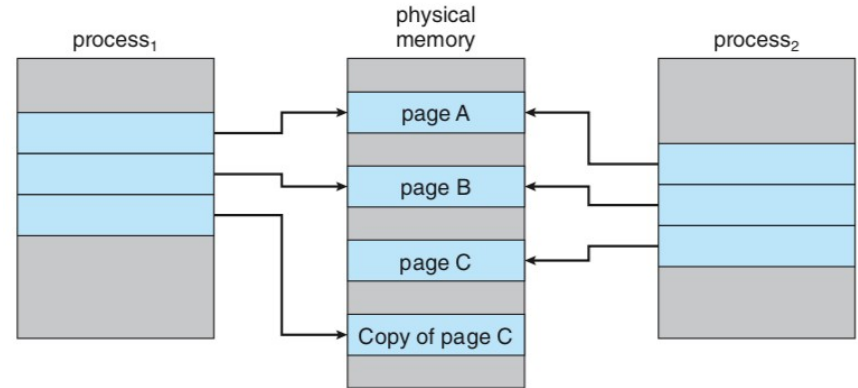 process₁
physical
memory
process₂
page A
page B
page C
Copy of page C